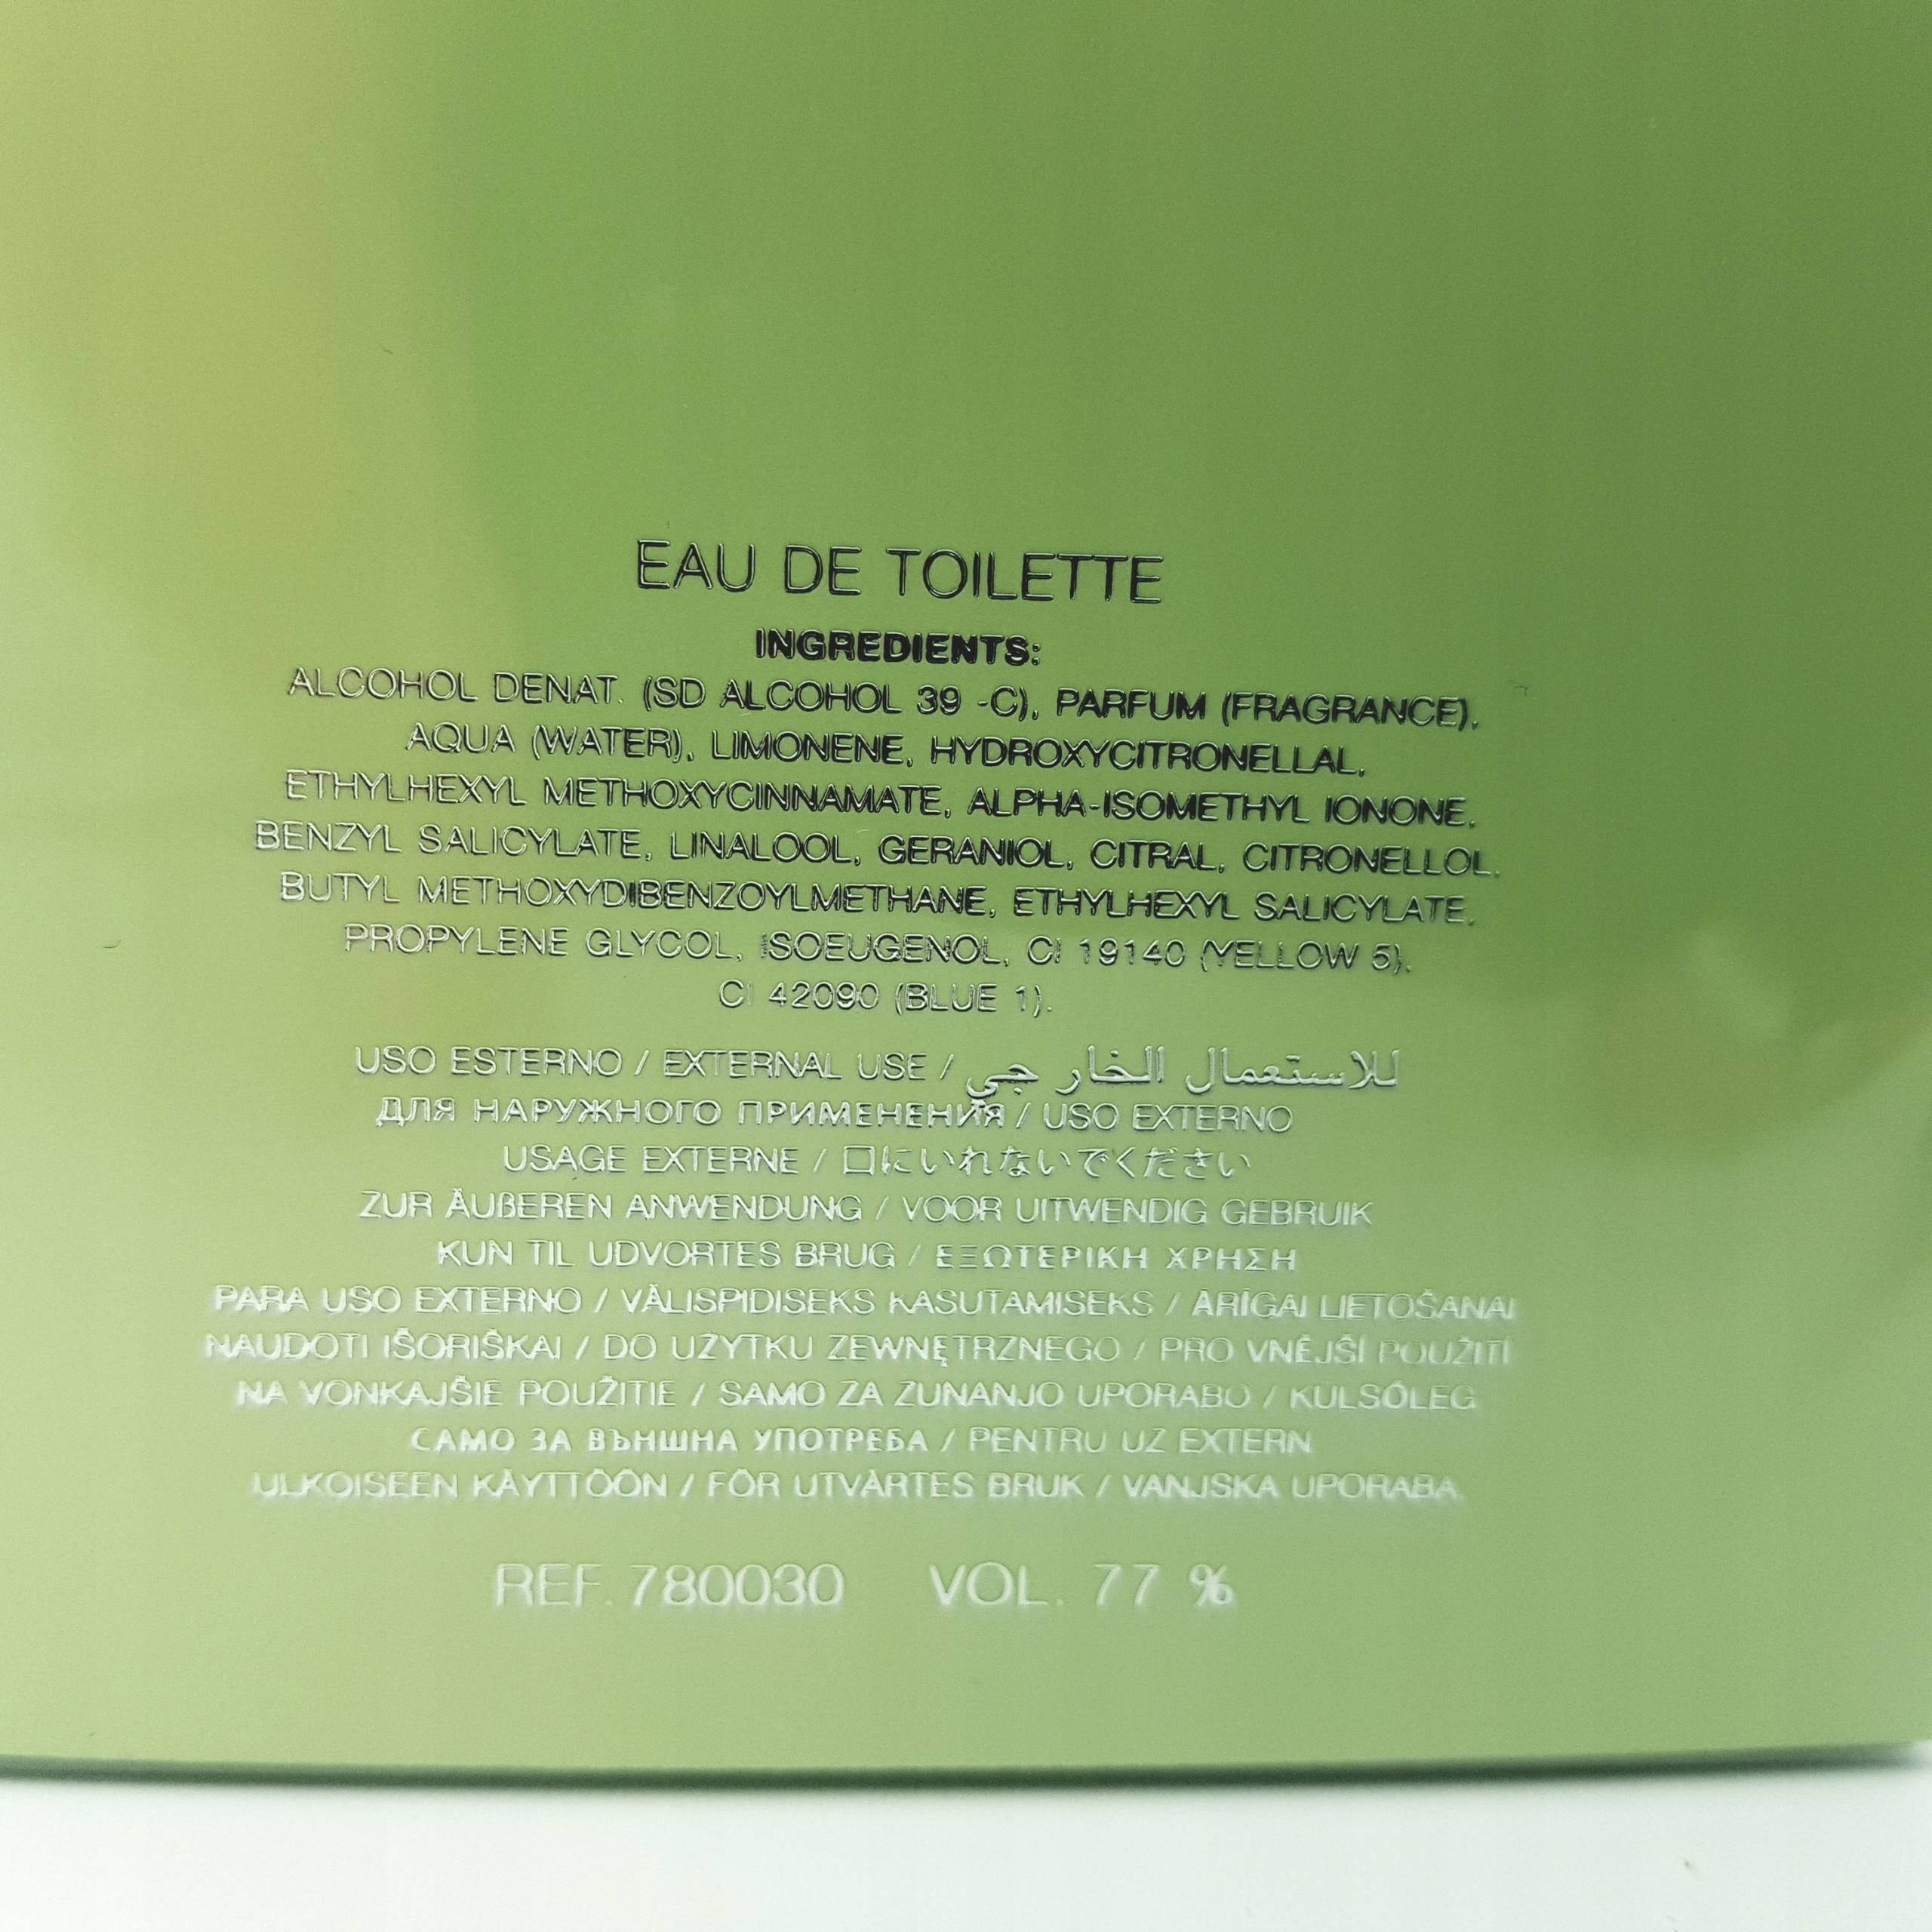 EAU DE TOILETTE
INGREDIENTS:
ALCOHOL DENAT. (SD ALCOHOL 39 -C), PARFUM (FRAGRANCE),
AQUA (WATER), LIMONENE, HYDROXYCITRONELLAL,
ETHYLHEXYL METHOXYCINNAMATE, ALPHA-ISOMETHYL IONONE,
BENZYL SALICYLATE, LINALOOL, GERANIOL, CITRAL, CITRONELLOL,
BUTYL METHOXYDIBENZOYLMETHANE, ETHYLHEXYL SALICYLATE,
PROPYLENE GLYCOL, ISOEUGENOL, CI 19140 (YELLOW 5),
CI 42090 (BLUE 1).
USO ESTERNO / EXTERNAL USE / للاستعمال الخارجي
ДЛЯ НАРУЖНОГО ПРИМЕНЕНИЯ / USO EXTERNO
USAGE EXTERNE / 口にいれないでください
ZUR ÄUßEREN ANWENDUNG / VOOR UITWENDIG GEBRUIK
KUN TIL UDVORTES BRUG / ΕΞΩΤΕΡΙΚΗ ΧΡΗΣΗ
PARA USO EXTERNO / VÄLISPIDISEKS KASUTAMISEKS / ĀRĪGAI LIETOŠANAI
NAUDOTI IŠORIŠKAI / DO UŻYTKU ZEWNĘTRZNEGO / PRO VNĚJŠÍ POUŽITÍ
NA VONKAJŠIE POUŽITIE / SAMO ZA ZUNANJO UPORABO / KÜLSŐLEG
САМО ЗА ВЪНШНА УПОТРЕБА / PENTRU UZ EXTERN
ULKOISEEN KÄYTTÖÖN / FÖR UTVÄRTES BRUK / VANJSKA UPORABA.
REF. 780030 VOL. 77 %